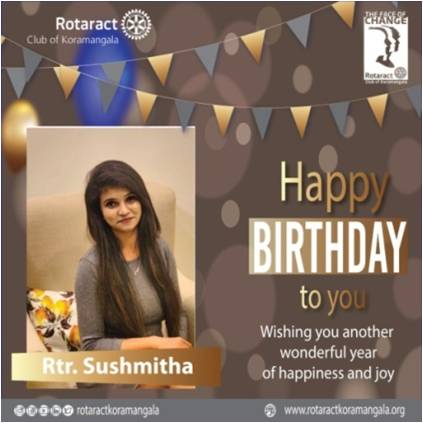 Rotaract
Club of Koramangala
THE FACE OF
CHANGE
Rotaract
Club of Koramangala
Happy
BIRTHDAY
to you
Wishing you another
wonderful year
of happiness and joy
Rtr. Sushmitha
rotaractkoramangala
www.rotaractkoramangala.org